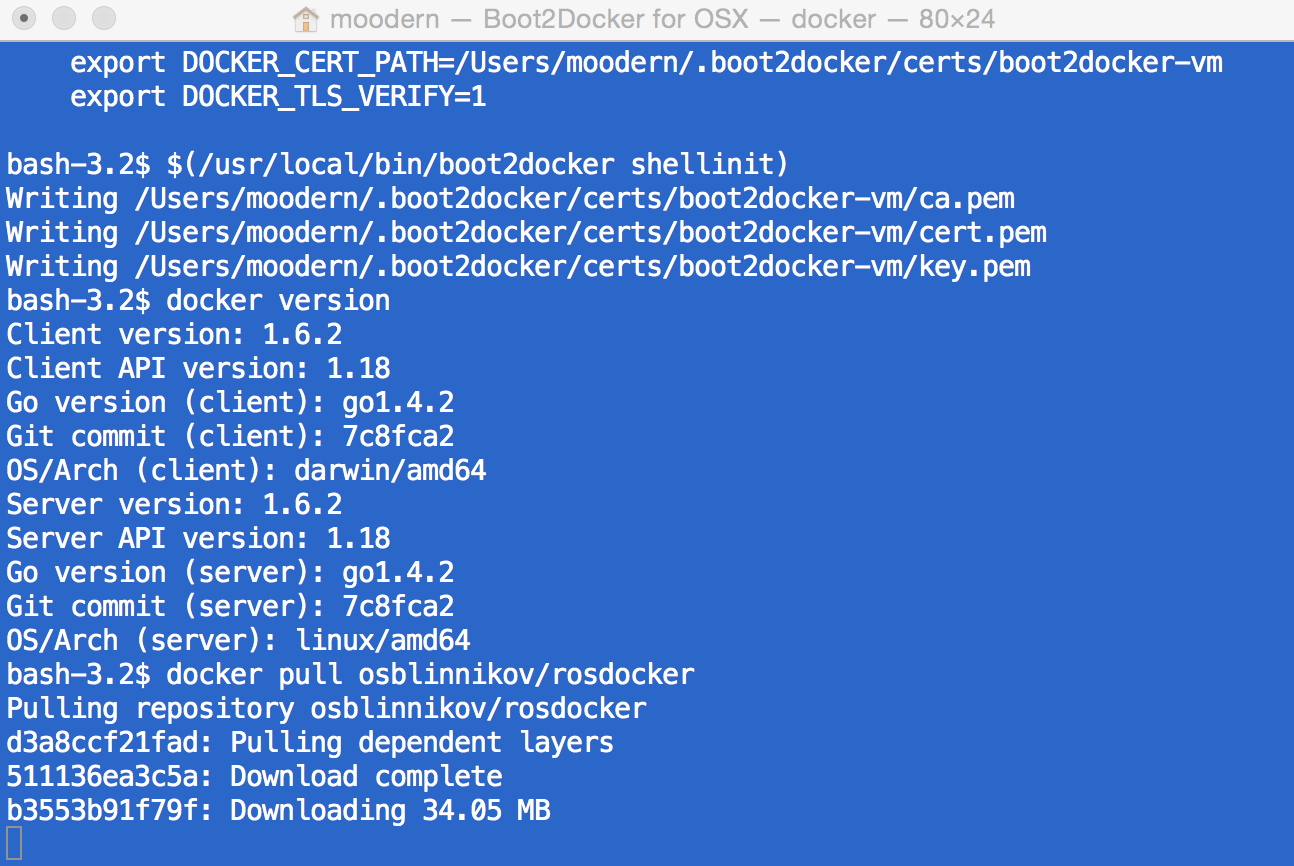 moodern — Boot2Docker for OSX — docker — 80×24
export DOCKER_CERT_PATH=/Users/moodern/.boot2docker/certs/boot2docker-vm
export DOCKER_TLS_VERIFY=1
bash-3.2$ $(/usr/local/bin/boot2docker shellinit)
Writing /Users/moodern/.boot2docker/certs/boot2docker-vm/ca.pem
Writing /Users/moodern/.boot2docker/certs/boot2docker-vm/cert.pem
Writing /Users/moodern/.boot2docker/certs/boot2docker-vm/key.pem
bash-3.2$ docker version
Client version: 1.6.2
Client API version: 1.18
Go version (client): go1.4.2
Git commit (client): 7c8fca2
OS/Arch (client): darwin/amd64
Server version: 1.6.2
Server API version: 1.18
Go version (server): go1.4.2
Git commit (server): 7c8fca2
OS/Arch (server): linux/amd64
bash-3.2$ docker pull osblinnikov/rosdocker
Pulling repository osblinnikov/rosdocker
d3a8ccf21fad: Pulling dependent layers
511136ea3c5a: Download complete
b3553b91f79f: Downloading 34.05 MB